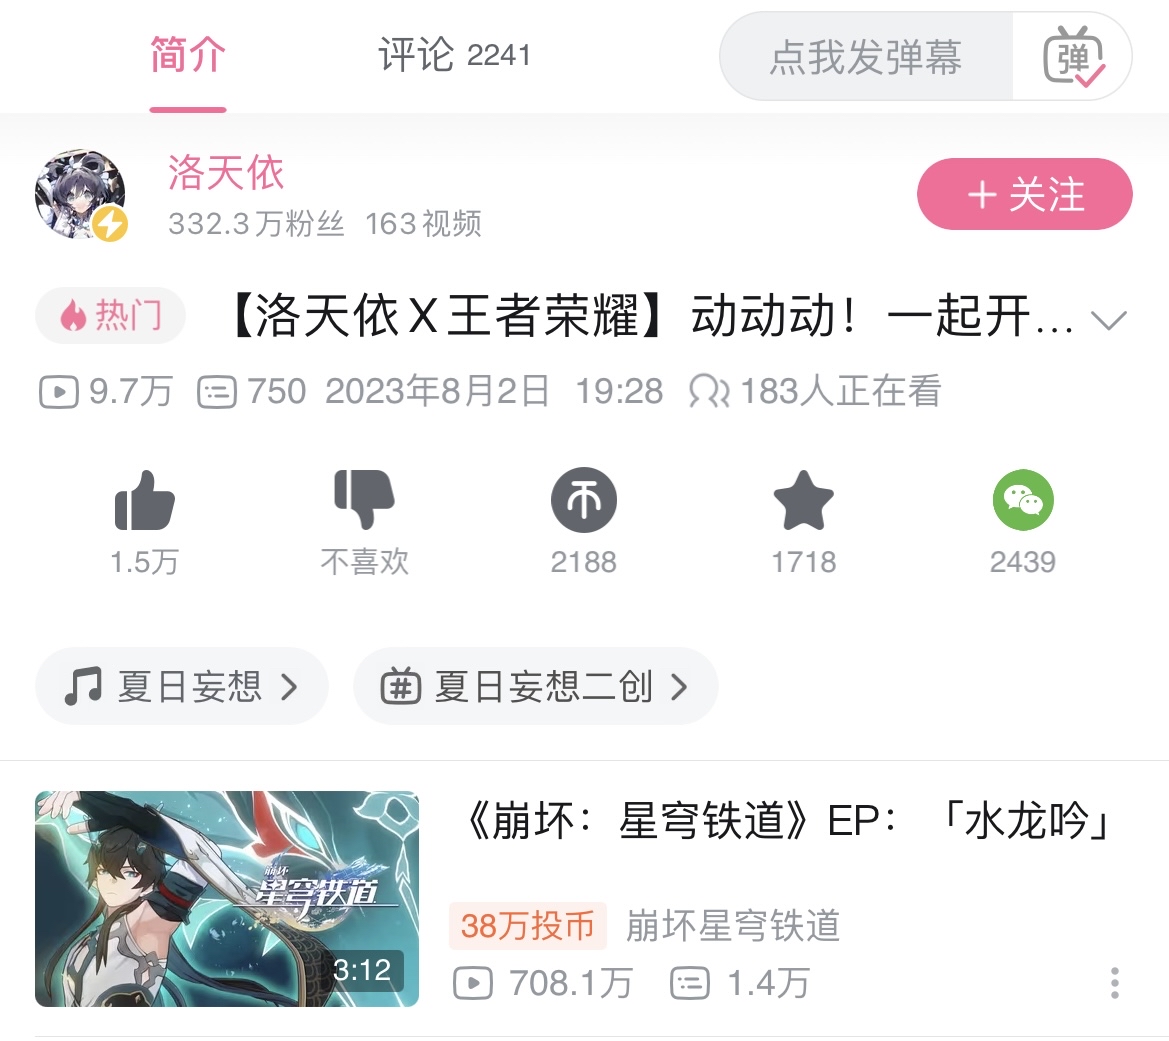 简介
评论 2241
点我发弹幕
弹
洛天依
332.3万粉丝 163视频
+ 关注
热门
【洛天依X王者荣耀】动动动！一起开...
9.7万 750 2023年8月2日 19:28 183人正在看
1.5万
不喜欢
2188
1718
2439
夏日妄想
夏日妄想二创
崩坏
星穹铁道
3:12
《崩坏：星穹铁道》EP：「水龙吟」
38万投币 崩坏星穹铁道
708.1万 1.4万